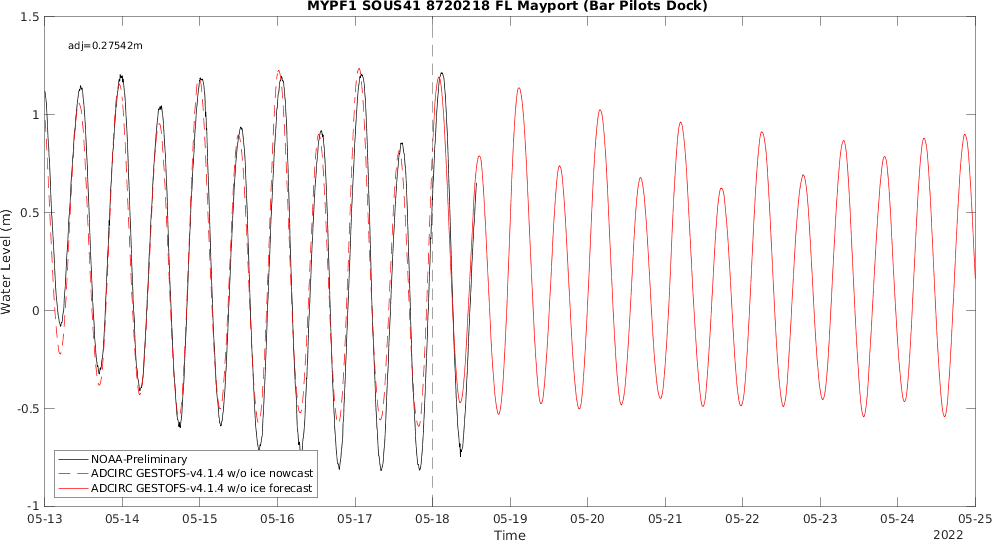 MYPF1 SOUS41 8720218 FL Mayport (Bar Pilots Dock)
1.5
adj=0.27542m
1
0.5
Water Level (m)
0
-0.5
NOAA-Preliminary
ADCIRC GESTOFS-v4.1.4 w/o ice nowcast
ADCIRC GESTOFS-v4.1.4 w/o ice forecast
-1
05-13 05-14 05-15 05-16 05-17 05-18 05-19 05-20 05-21 05-22 05-23 05-24 05-25
Time
2022